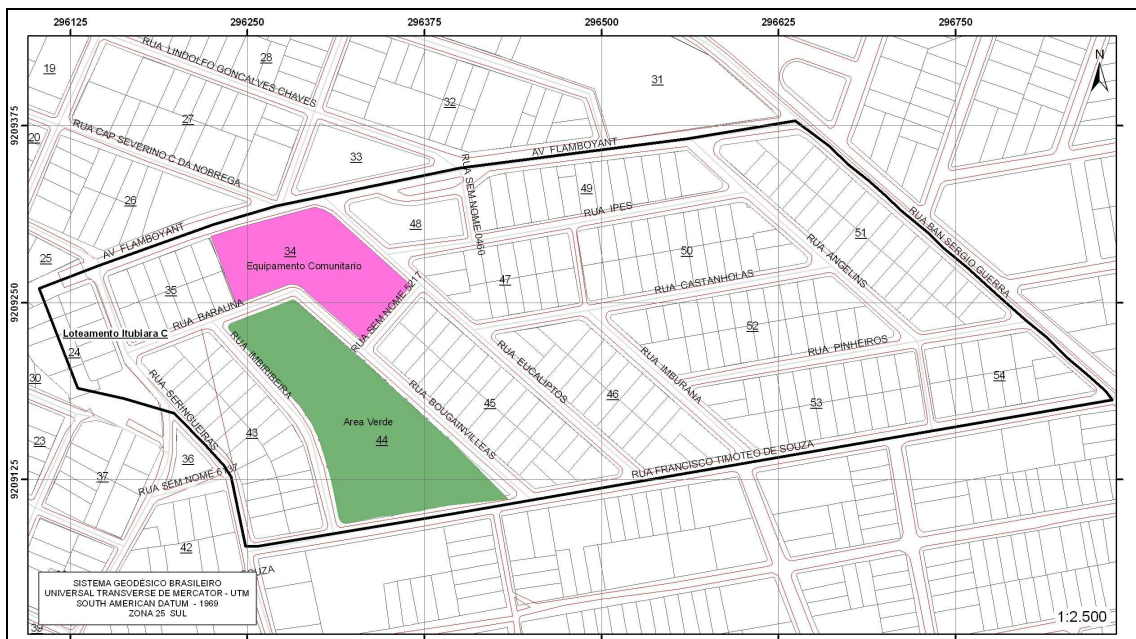 296125 296250 296375 296500 296625 296750
N
RUA LINDOLFO GONCALVES CHAVES
28
31
19
32
27
9209375
20
RUA CAP SEVERINO C DA NOBREGA
33
AV FLAMBOYANT
RUA SEM NOME 0460
49
26
RUA IPES
48
34
Equipamento Comunitario
AV FLAMBOYANT
25
50
51
RUA BAN SERGIO GUERRA
RUA ANGELINS
47
35
RUA CASTANHOLAS
RUA SEM NOME 5217
9209250
RUA BARAUNA
Loteamento Itubiara C
24
52
RUA PINHEIROS
RUA IMBIRIBEIRA
RUA EUCALIPTOS
RUA IMBURANA
46
30
54
RUA SERINGUEIRAS
RUA BOUGAINVILLEAS
45
53
Area Verde
44
43
23
36
37
RUA SEM NOME 6137
RUA FRANCISCO TIMOTEO DE SOUZA
9209125
42
SOUZA
39
SISTEMA GEODÉSICO BRASILEIRO
UNIVERSAL TRANSVERSE DE MERCATOR - UTM
SOUTH AMERICAN DATUM - 1969
ZONA 25 SUL
1:2.500